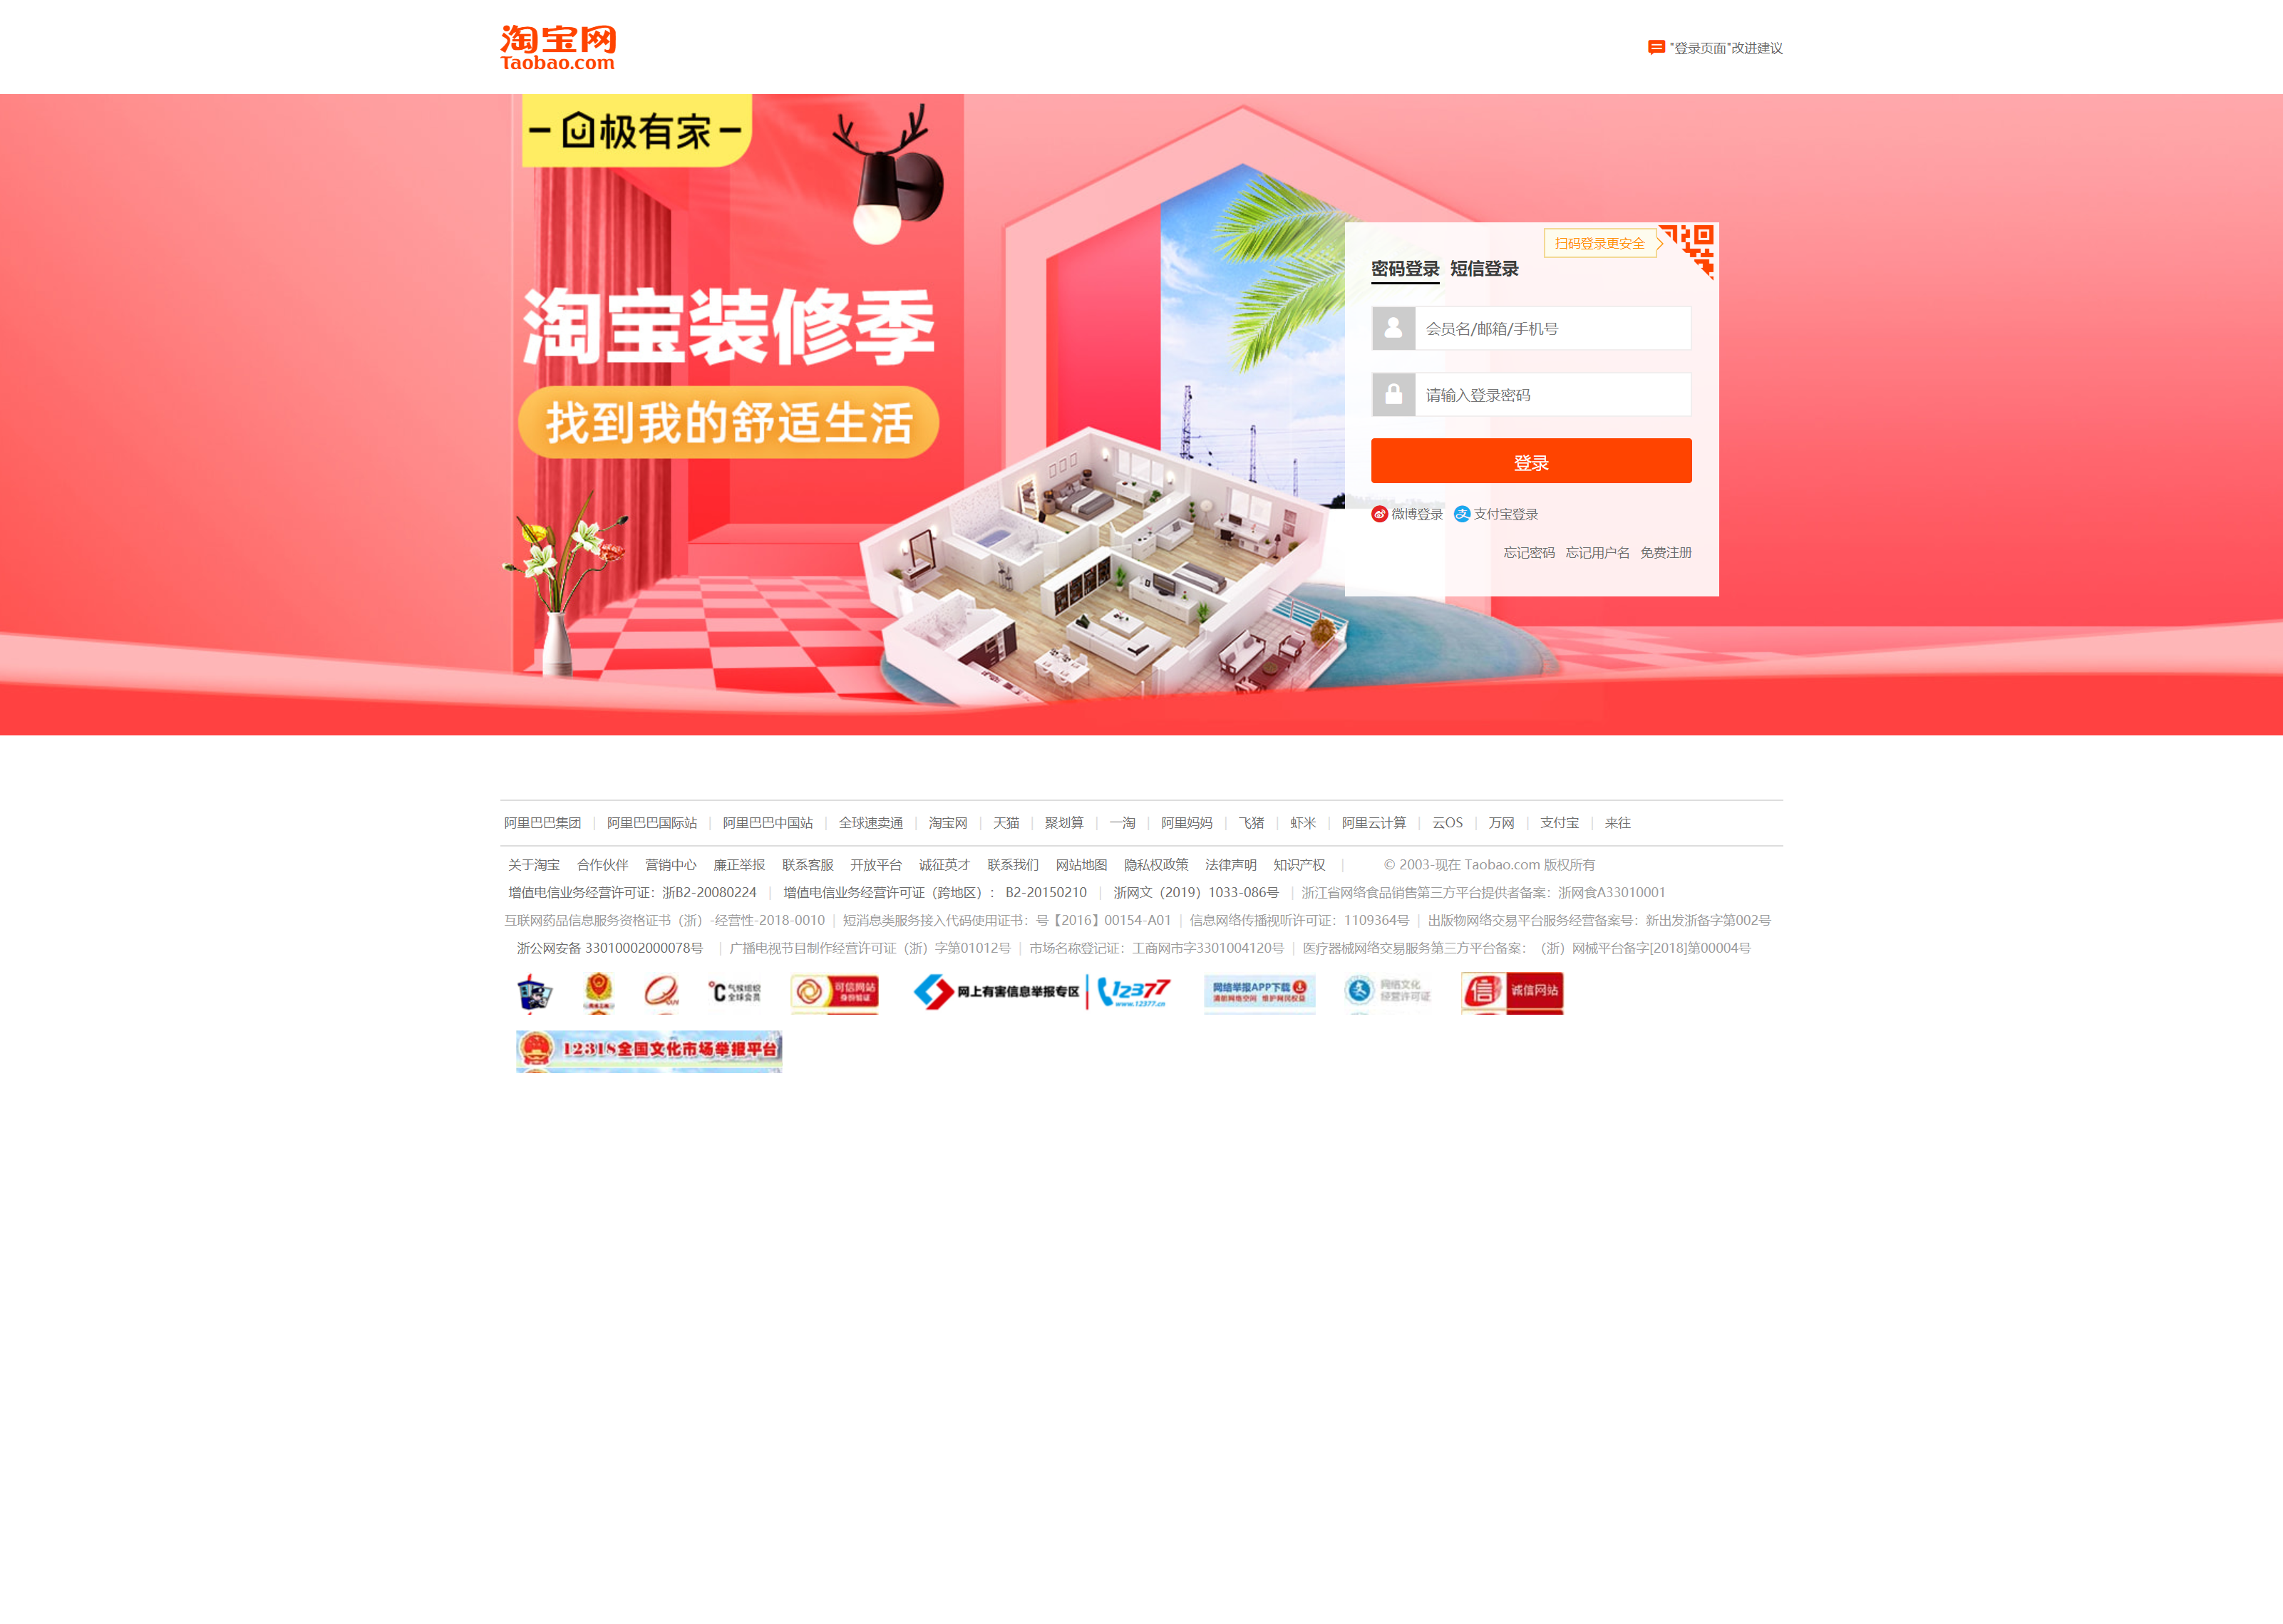 淘宝网
Taobao.com
"登录页面"改进建议
极有家
淘宝装修季
找到我的舒适生活
扫码登录更安全
密码登录 短信登录
会员名/邮箱/手机号
请输入登录密码
登录
微博登录 支付宝登录
忘记密码 忘记用户名 免费注册
阿里巴巴集团 | 阿里巴巴国际站 | 阿里巴巴中国站 | 全球速卖通 | 淘宝网 | 天猫 | 聚划算 | 一淘 | 阿里妈妈 | 飞猪 | 虾米 | 阿里云计算 | 云OS | 万网 | 支付宝 | 来往
关于淘宝 合作伙伴 营销中心 廉正举报 联系客服 开放平台 诚征英才 联系我们 网站地图 隐私权政策 法律声明 知识产权 | © 2003-现在 Taobao.com 版权所有
增值电信业务经营许可证：浙B2-20080224 | 增值电信业务经营许可证（跨地区）： B2-20150210 | 浙网文（2019）1033-086号 | 浙江省网络食品销售第三方平台提供者备案：浙网食A33010001
互联网药品信息服务资格证书（浙）-经营性-2018-0010 | 短消息类服务接入代码使用证书：号【2016】00154-A01 | 信息网络传播视听许可证：1109364号 | 出版物网络交易平台服务经营备案号：新出发浙备字第002号
浙公网安备 33010002000078号 | 广播电视节目制作经营许可证（浙）字第01012号 | 市场名称登记证：工商网市字3301004120号 | 医疗器械网络交易服务第三方平台备案：（浙）网械平台备字[2018]第00004号
℃ 气候组织
全球会员
可信网站
身份验证
网上有害信息举报专区
12377
www.12377.cn
网络举报APP下载
清朗网络空间 维护网民权益
网络文化
经营许可证
信 诚信网站
12318全国文化市场举报平台